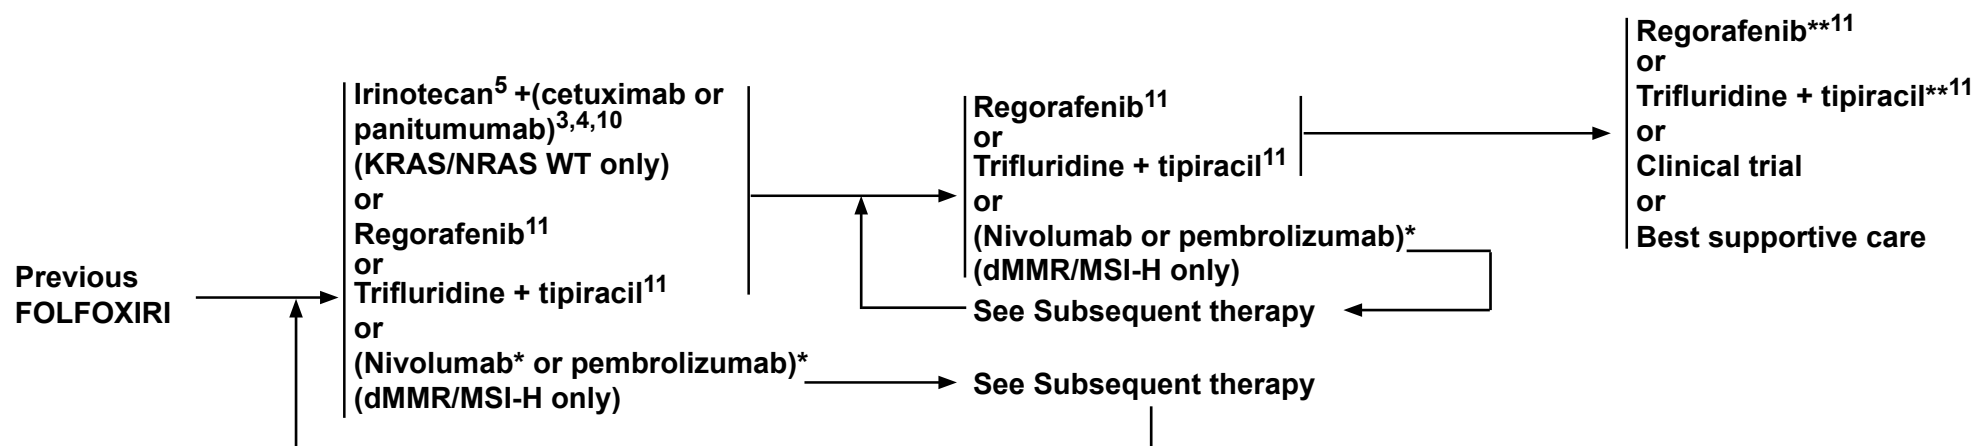 Previous
FOLFOXIRI
Irinotecan5 +(cetuximab or
panitumumab)3,4,10
(KRAS/NRAS WT only)
or
Regorafenib11
or
Trifluridine + tipiracil11
or
(Nivolumab* or pembrolizumab)*
(dMMR/MSI-H only)
Regorafenib11
or
Trifluridine + tipiracil11
or
(Nivolumab or pembrolizumab)*
(dMMR/MSI-H only)
See Subsequent therapy
See Subsequent therapy
Regorafenib**11
or
Trifluridine + tipiracil**11
or
Clinical trial
or
Best supportive care